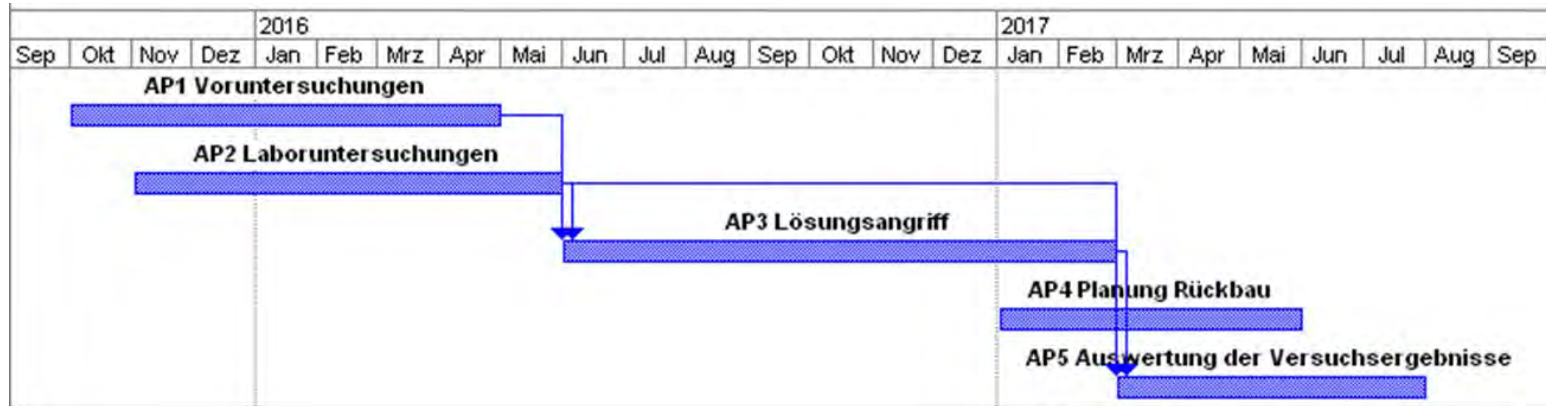 2016 2017
Sep Okt Nov Dez Jan Feb Mrz Apr Mai Jun Jul Aug Sep Okt Nov Dez Jan Feb Mrz Apr Mai Jun Jul Aug Sep
AP1 Voruntersuchungen
AP2 Laboruntersuchungen
AP3 Lösungsangriff
AP4 Planung Rückbau
AP5 Auswertung der Versuchsergebnisse